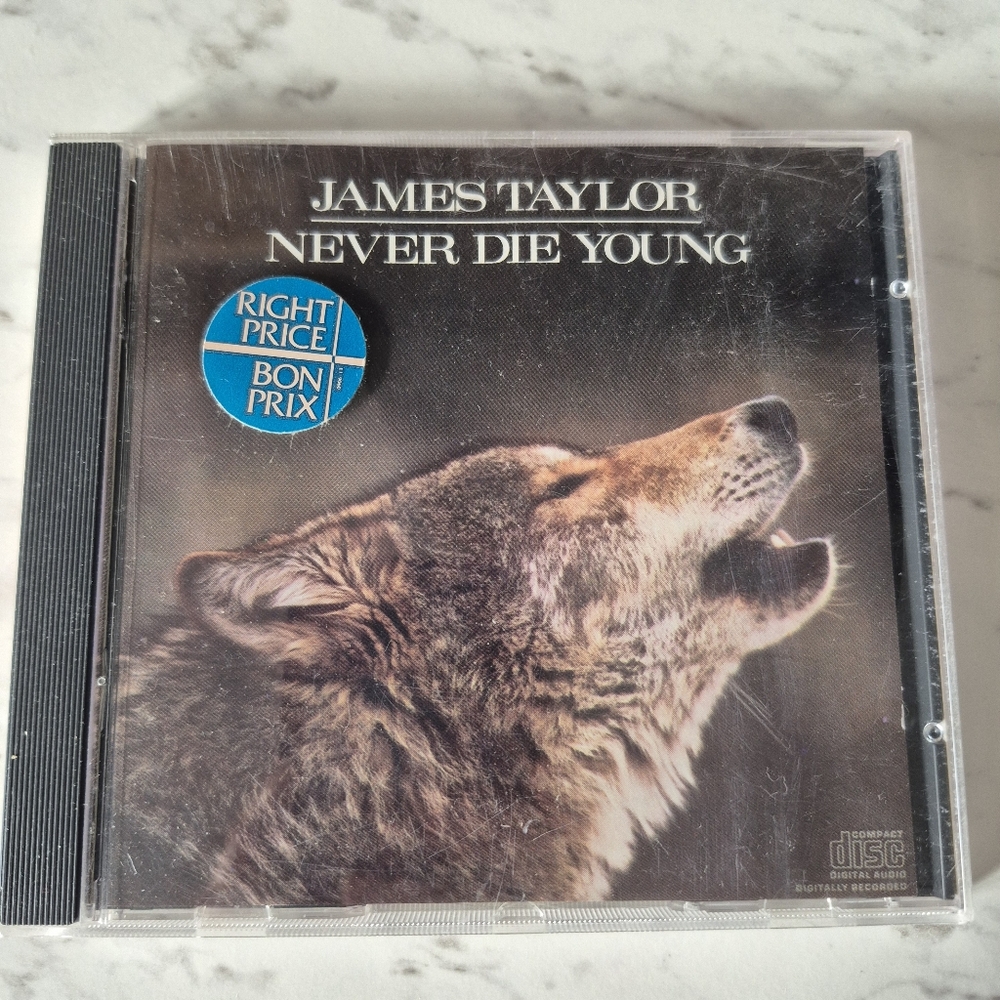 JAMES TAYLOR
NEVER DIE YOUNG
RIGHT
PRICE
BON
PRIX
COMPACT
disc
DIGITAL AUDIO
DIGITALLY RECORDED